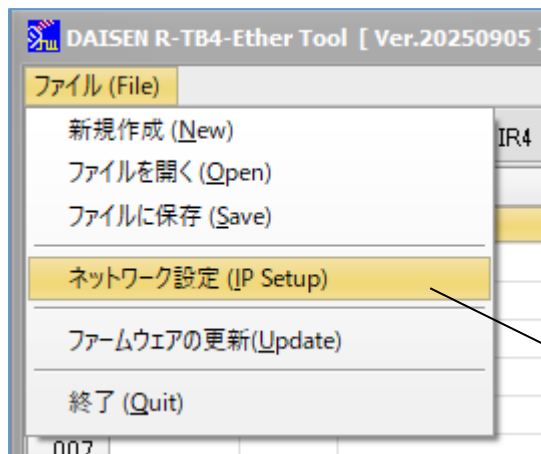 DAISEN R-TB4-Ether Tool [ Ver.20250905 ]
ファイル (File)
新規作成 (New)
IR4
ファイルを開く (Open)
ファイルに保存 (Save)
ネットワーク設定 (IP Setup)
ファームウェアの更新(Update)
終了 (Quit)
007